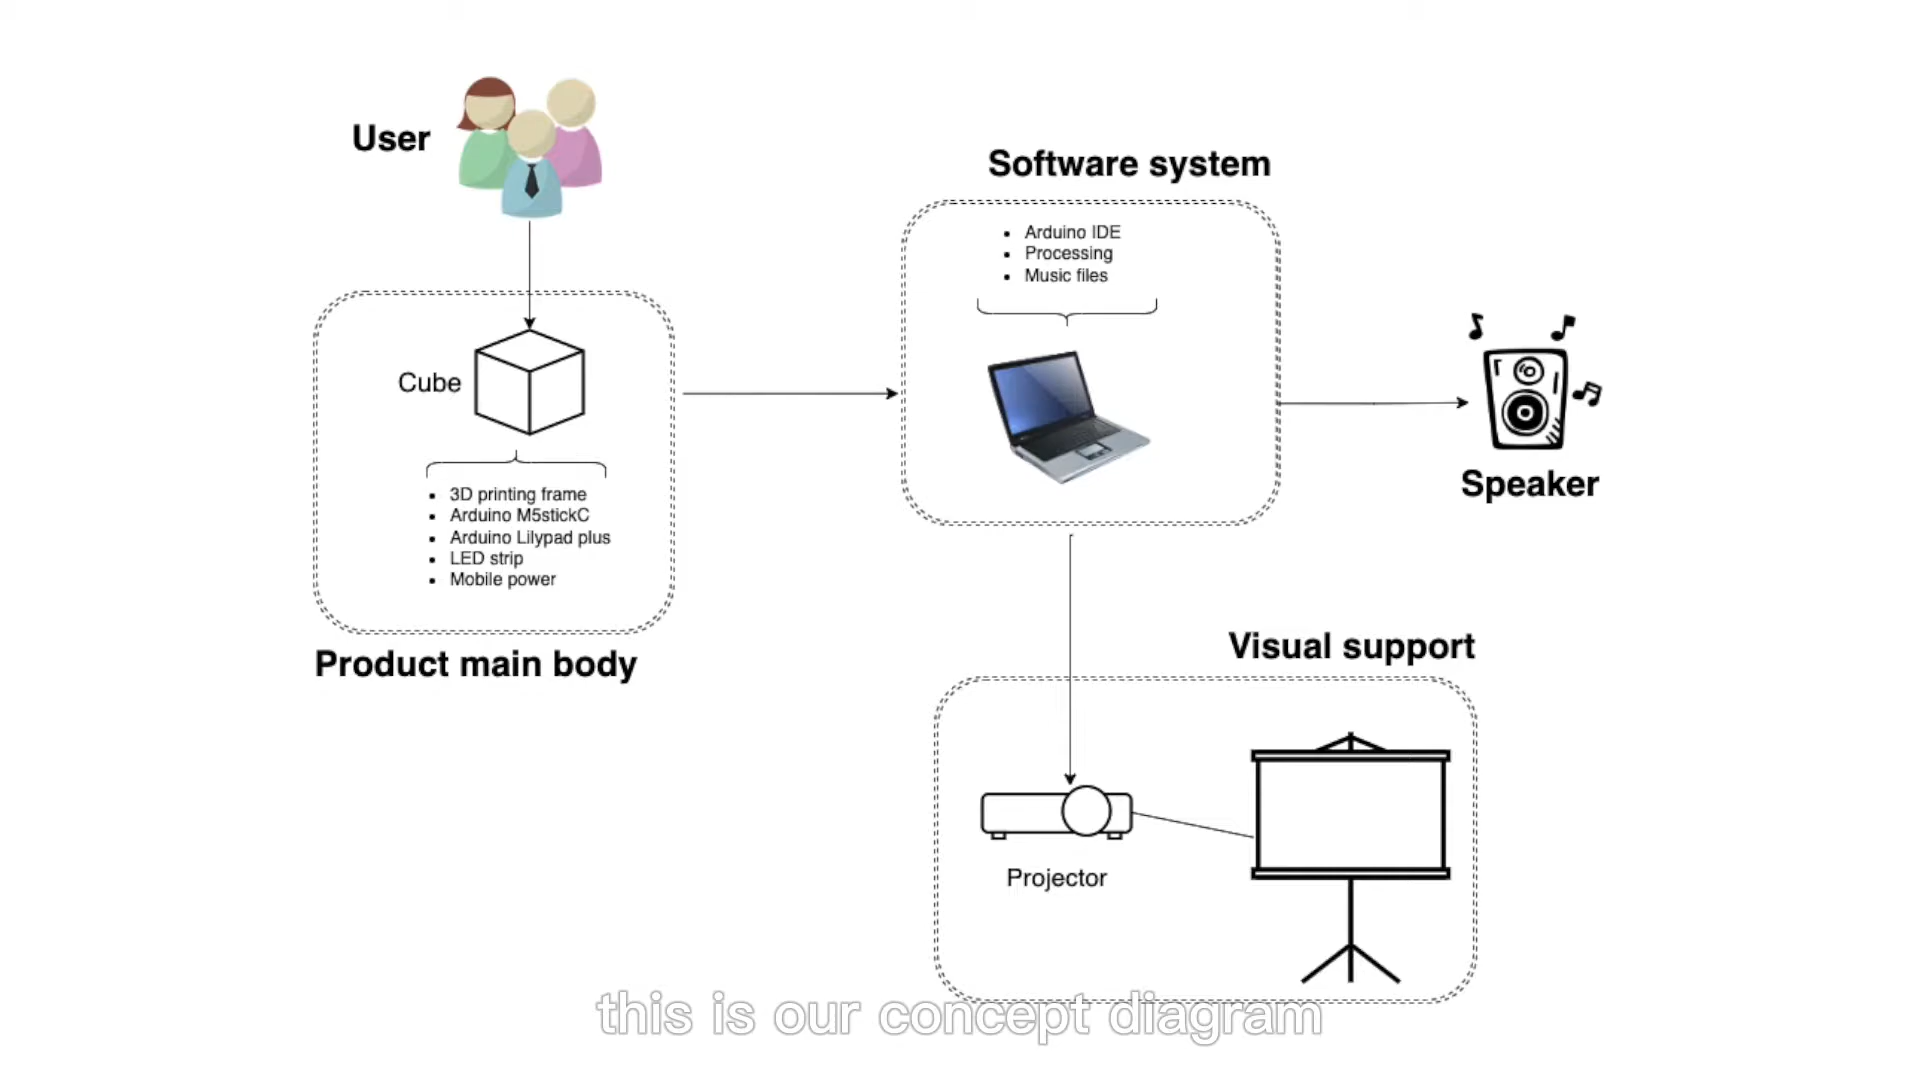 User
Cube
• 3D printing frame
• Arduino M5stickC
• Arduino Lilypad plus
• LED strip
• Mobile power
Product main body
Software system
• Arduino IDE
• Processing
• Music files
Speaker
Visual support
Projector
this is our concept diagram